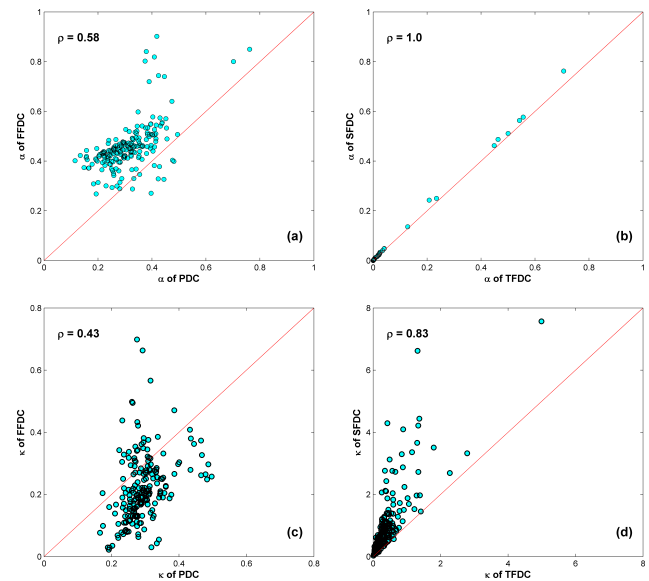 1
0.8
0.6
0.4
0.2
0
0
0.2
0.4
0.6
0.8
1
α of FFDC
α of PDC
ρ = 0.58
(a)
1
0.8
0.6
0.4
0.2
0
0
0.2
0.4
0.6
0.8
1
α of SFDC
α of TFDC
ρ = 1.0
(b)
0.8
0.6
0.4
0.2
0
0
0.2
0.4
0.6
0.8
κ of FFDC
κ of PDC
ρ = 0.43
(c)
8
6
4
2
0
0
2
4
6
8
κ of SFDC
κ of TFDC
ρ = 0.83
(d)